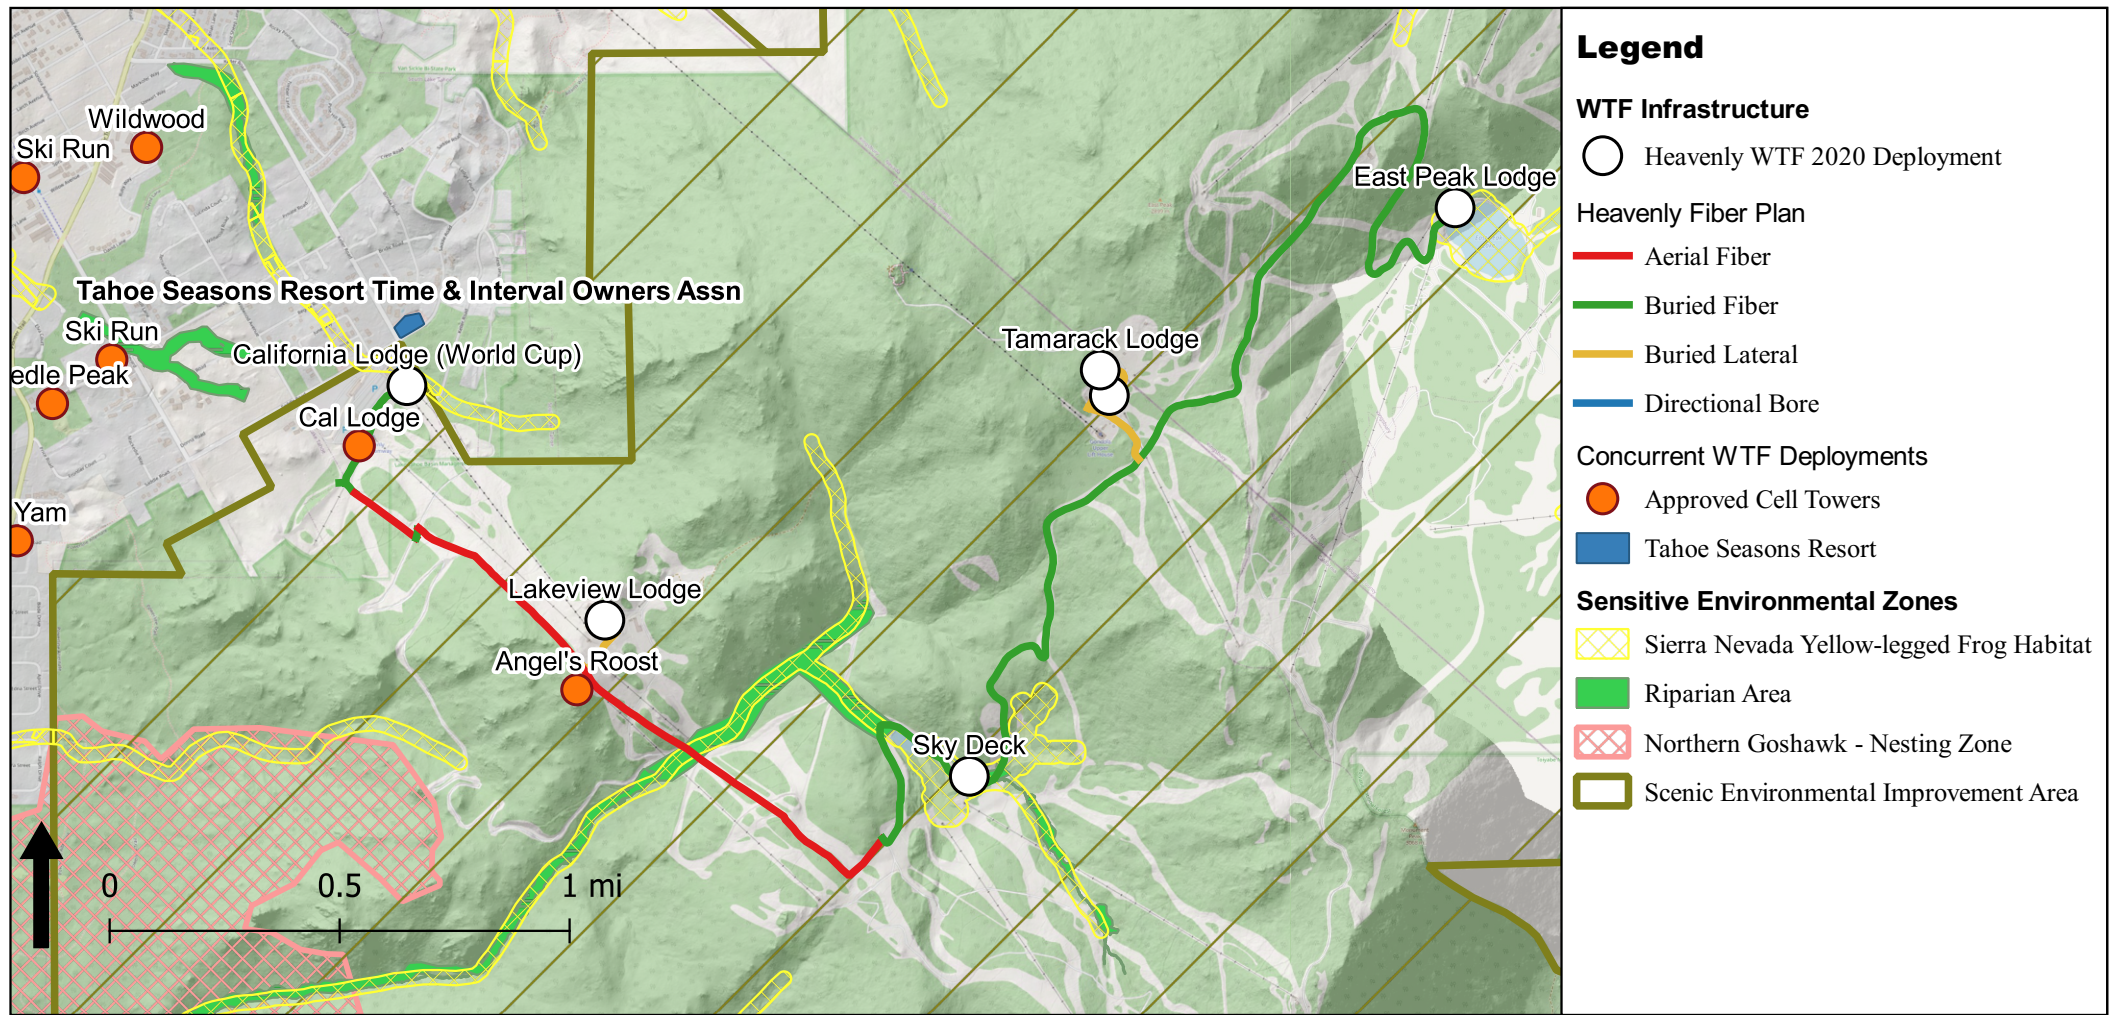 Wildwood
Ski Run
East Peak Lodge
Tahoe Seasons Resort Time & Interval Owners Assn
Ski Run
California Lodge (World Cup)
Tamarack Lodge
edle Peak
Cal Lodge
Yam
Lakeview Lodge
Angel's Roost
Sky Deck
0 0.5 1 mi
Legend
WTF Infrastructure
Heavenly WTF 2020 Deployment
Heavenly Fiber Plan
Aerial Fiber
Buried Fiber
Buried Lateral
Directional Bore
Concurrent WTF Deployments
Approved Cell Towers
Tahoe Seasons Resort
Sensitive Environmental Zones
Sierra Nevada Yellow-legged Frog Habitat
Riparian Area
Northern Goshawk - Nesting Zone
Scenic Environmental Improvement Area